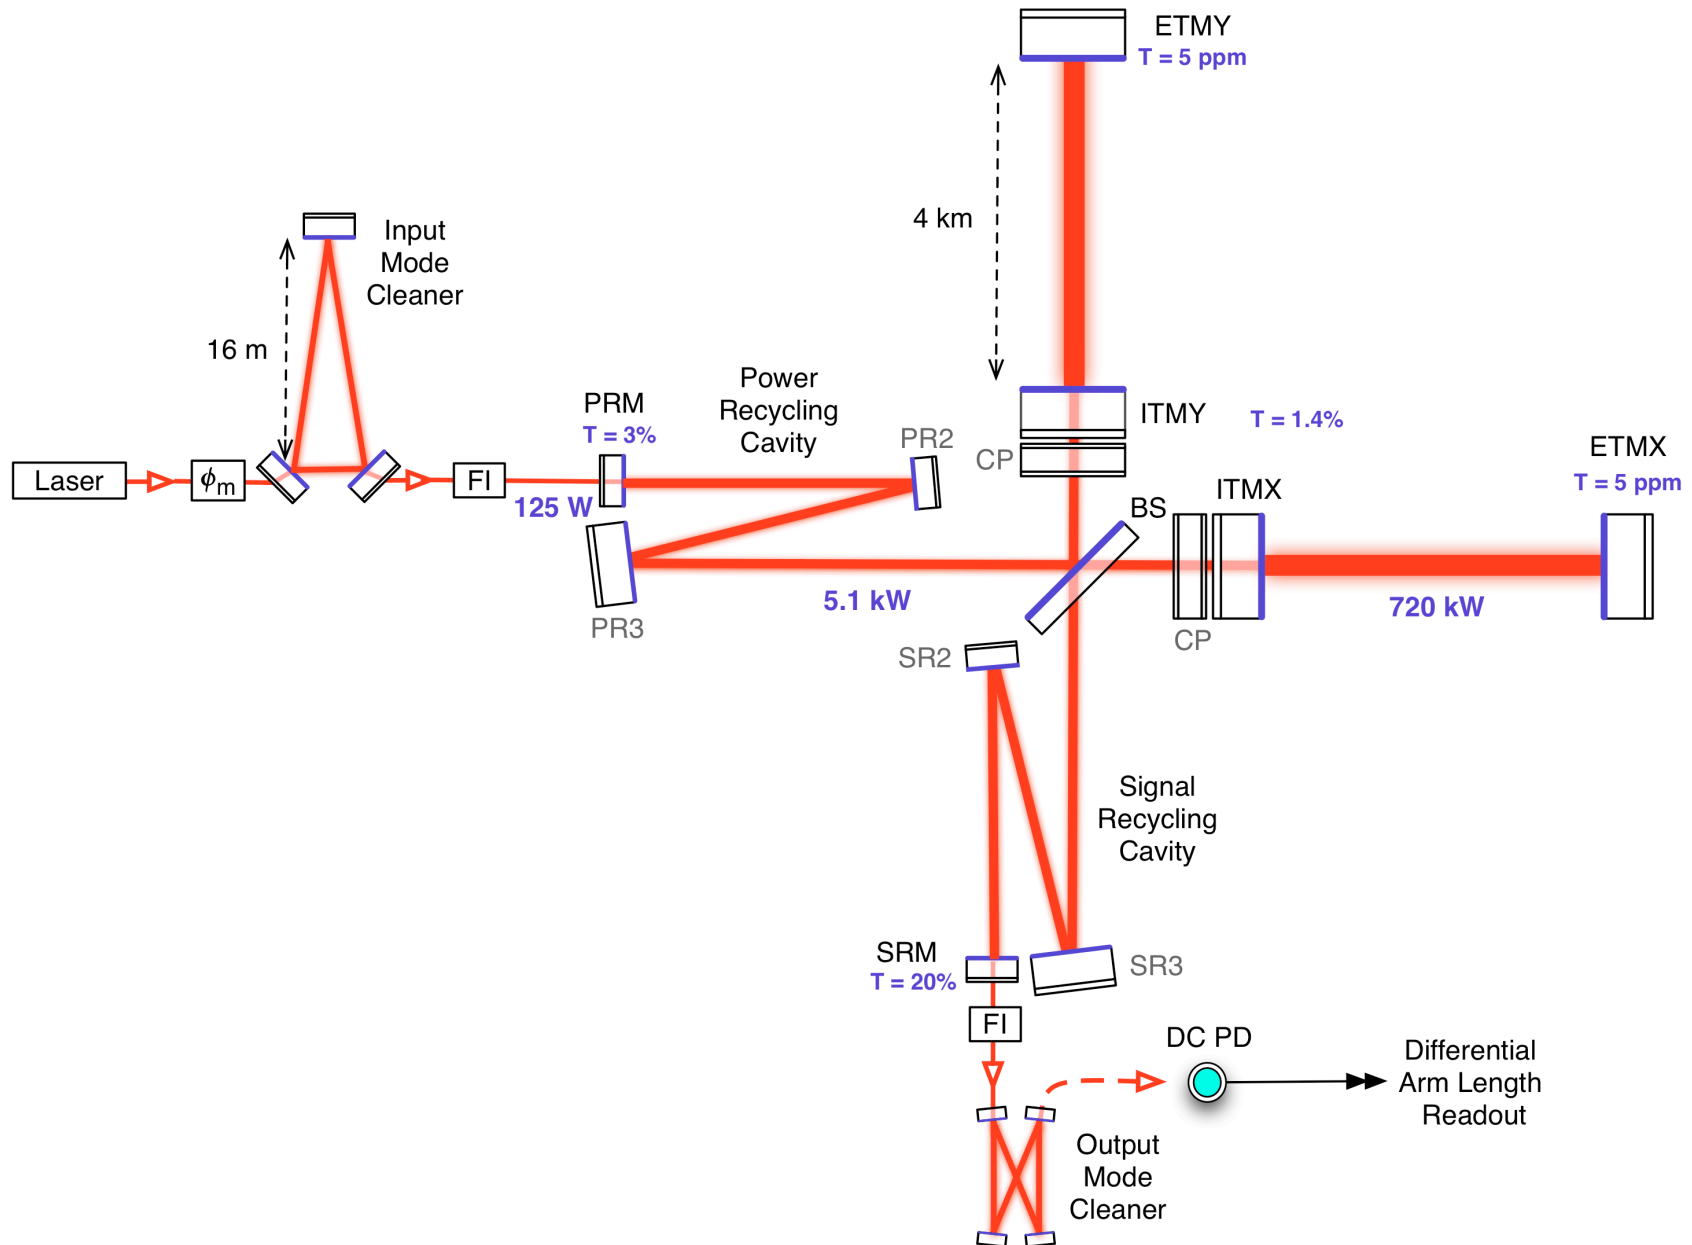 ETMY
T = 5 ppm
4 km
Input
Mode
Cleaner
16 m
Laser
ϕm
FI
125 W
PRM
T = 3%
Power
Recycling
Cavity
PR2
PR3
5.1 kW
ITMY
T = 1.4%
CP
BS
ITMX
CP
ETMX
T = 5 ppm
720 kW
SR2
Signal
Recycling
Cavity
SRM
T = 20%
SR3
FI
DC PD
Differential
Arm Length
Readout
Output
Mode
Cleaner